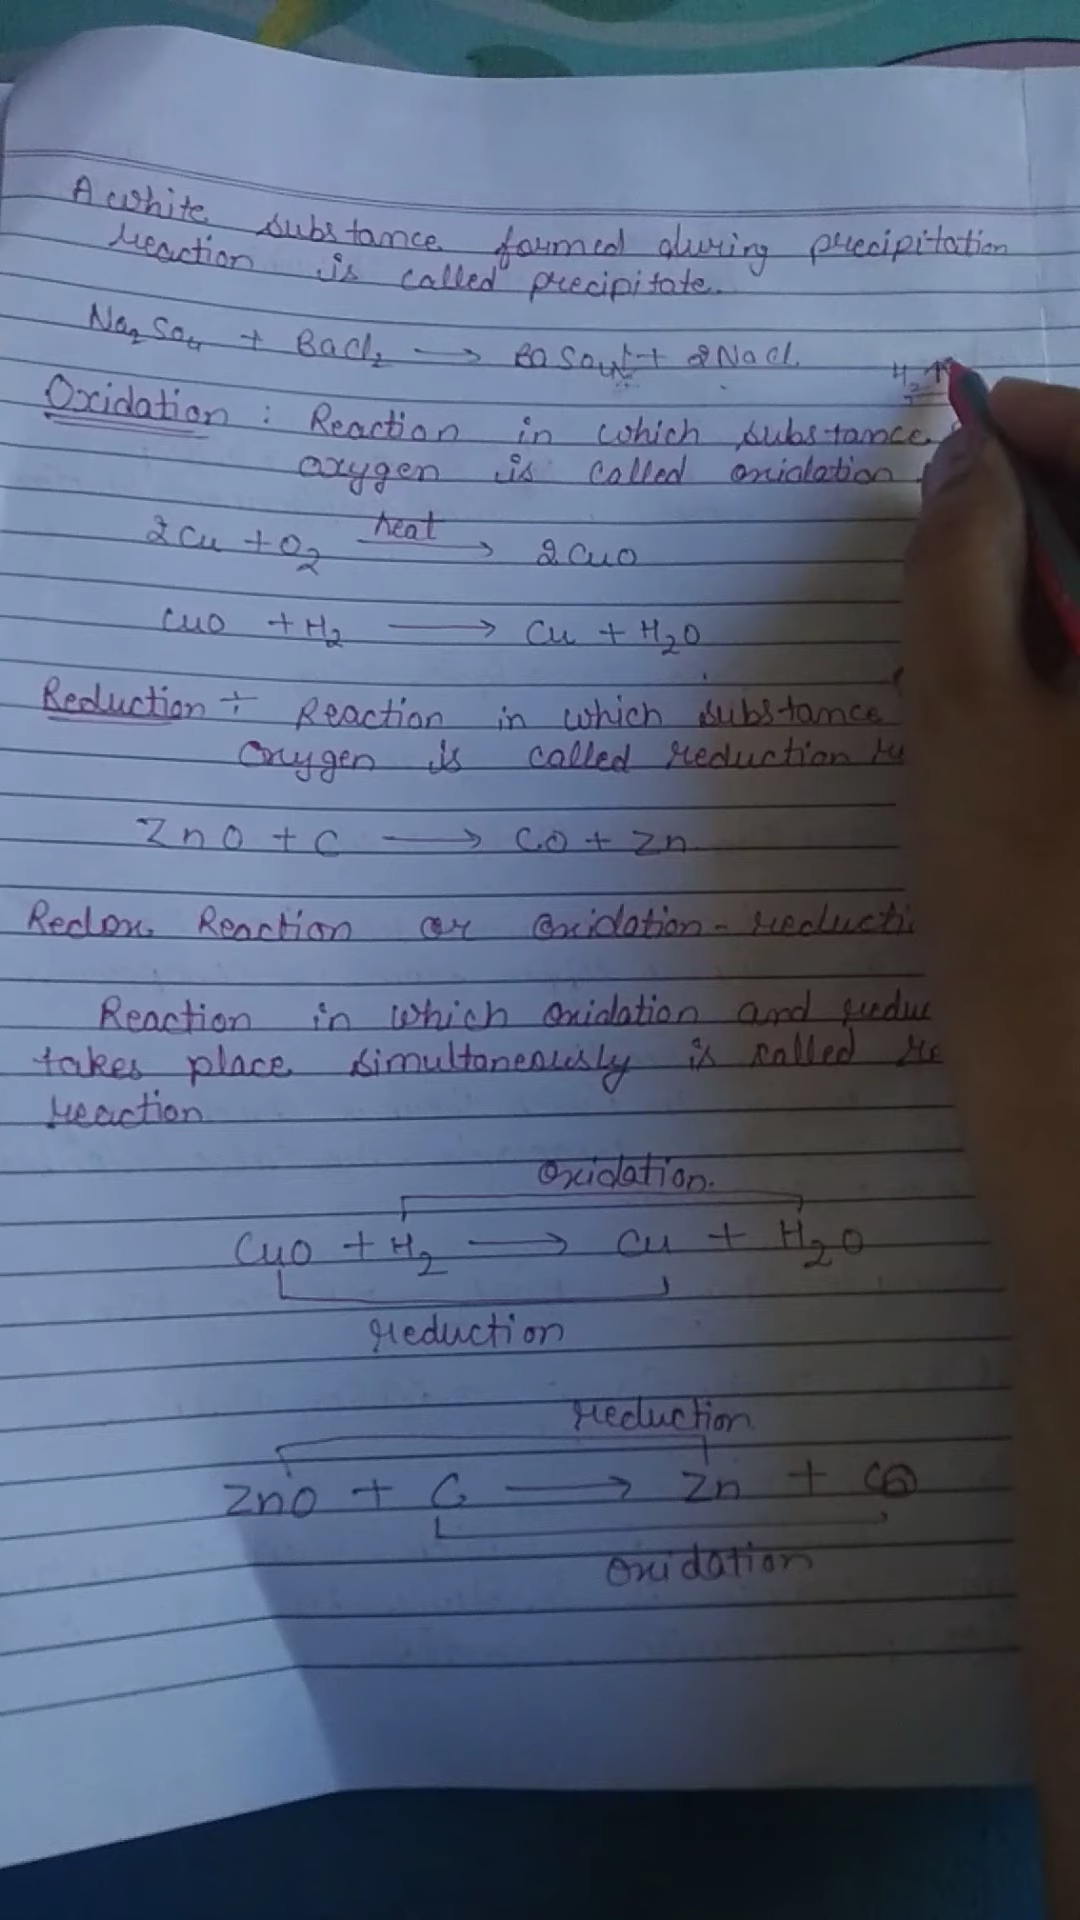 A white substance formed during precipitation
reaction is called precipitate.
Na₂SO₄ + BaCl₂ → BaSO₄↓ + 2NaCl
H₂↑
Oxidation : Reaction in which substance
oxygen is called oxidation
2Cu + O₂ heat → 2CuO
CuO + H₂ → Cu + H₂O
Reduction ÷ Reaction in which substance
oxygen is called reduction
ZnO + C → CO + Zn
Redox Reaction or oxidation-reducti
Reaction in which oxidation and redu
takes place simultaneously is called re
reaction
oxidation.
CuO + H₂ → Cu + H₂O
reduction
reduction
ZnO + C → Zn + CO
oxidation